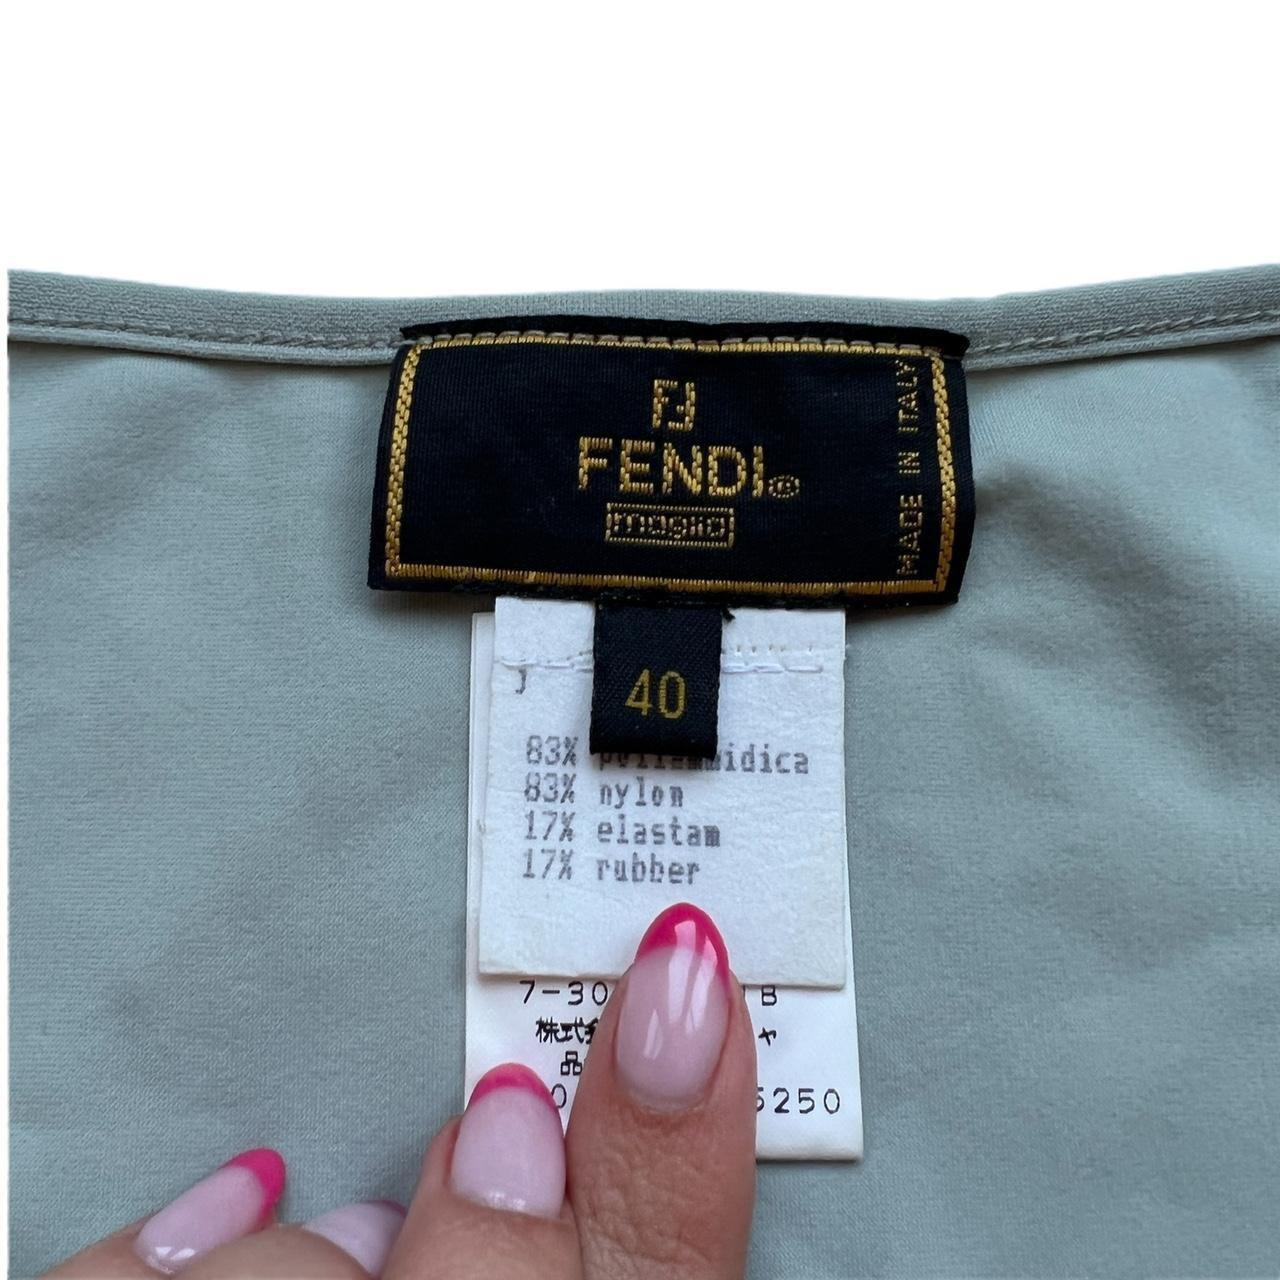 FF
FENDI®
maglia
MADE IN ITALY
40
J
83% poliammidica
83% nylon
17% elastam
17% rubber
7-30 B
株式 ャ
品
0 5250